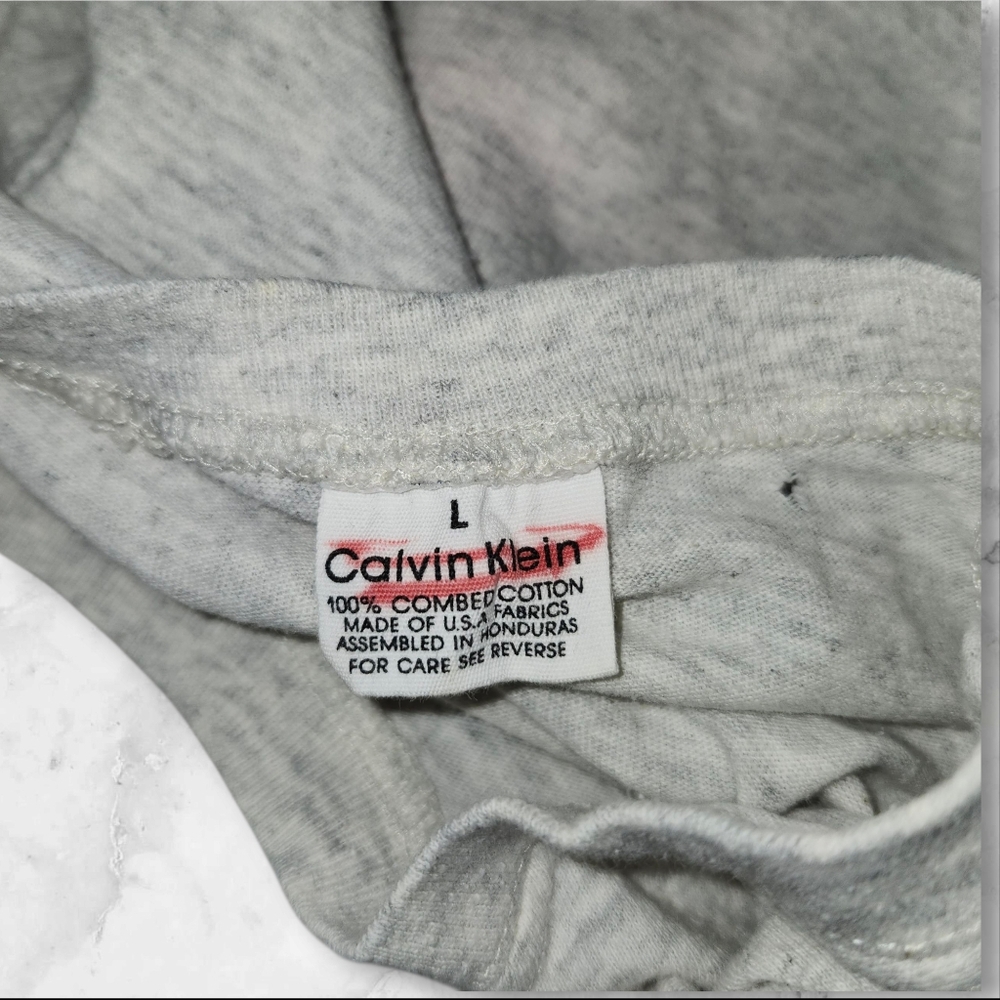 L
Calvin Klein
100% COMBED COTTON
MADE OF U.S.A FABRICS
ASSEMBLED IN HONDURAS
FOR CARE SEE REVERSE